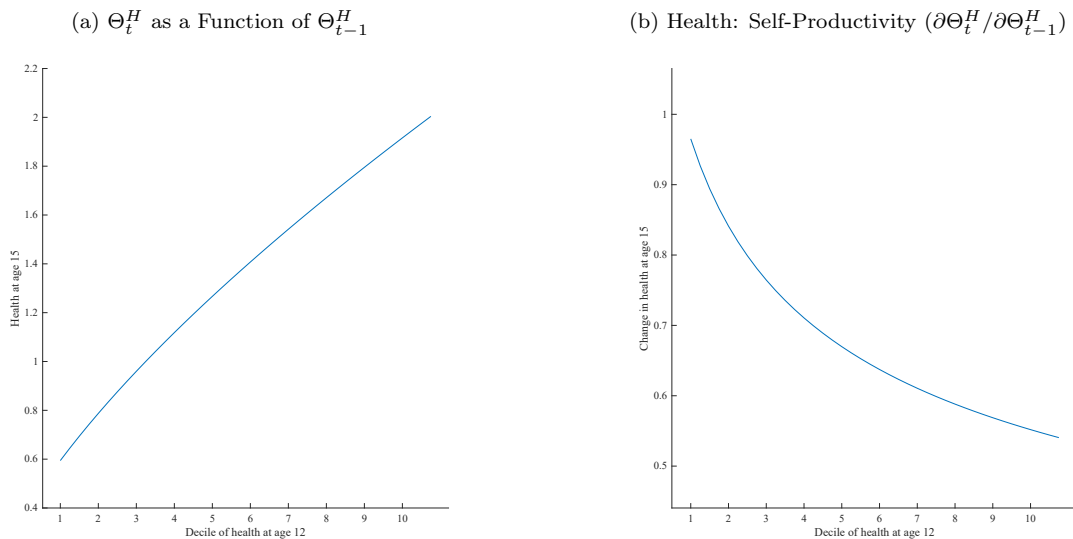 (a) Θ_t^H as a Function of Θ_{t−1}^H
2.2
2
1.8
1.6
1.4
1.2
1
0.8
0.6
0.4
Health at age 15
1 2 3 4 5 6 7 8 9 10
Decile of health at age 12
(b) Health: Self-Productivity (∂Θ_t^H/∂Θ_{t−1}^H)
1
0.9
0.8
0.7
0.6
0.5
Change in health at age 15
1 2 3 4 5 6 7 8 9 10
Decile of health at age 12